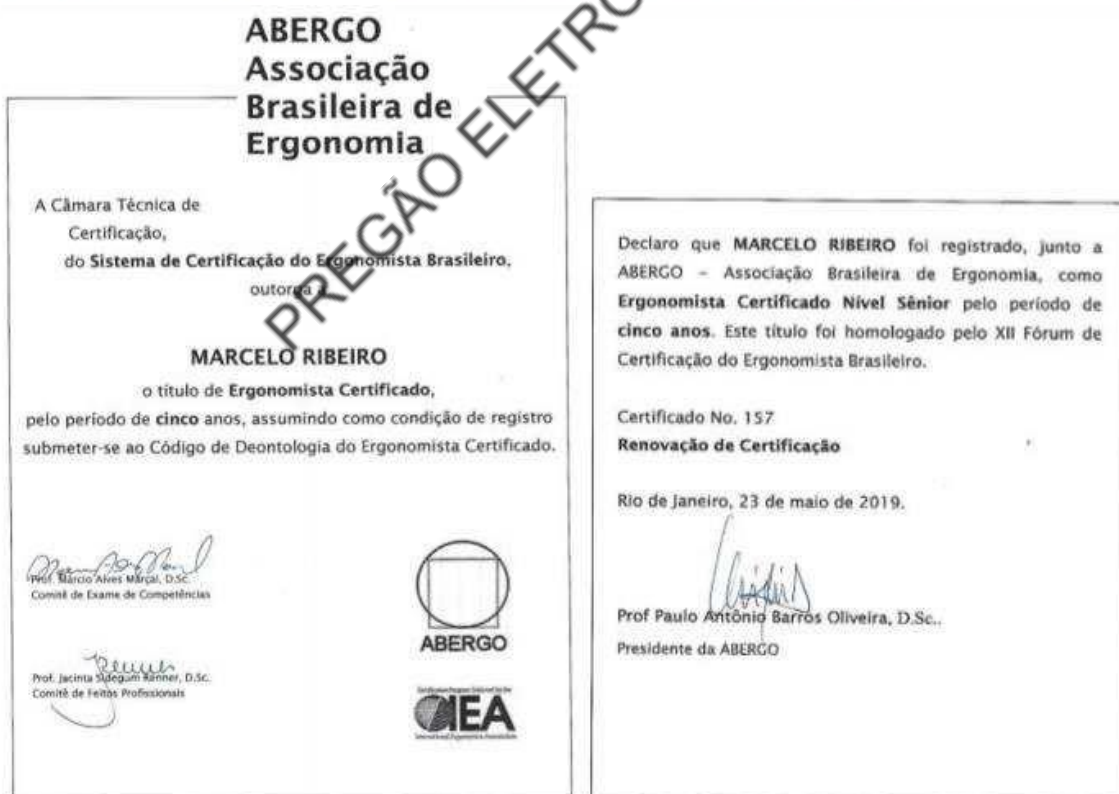 ABERGO
Associação
Brasileira de
Ergonomia
A Câmara Técnica de
Certificação,
do Sistema de Certificação do Ergonomista Brasileiro,
outorga a
MARCELO RIBEIRO
o título de Ergonomista Certificado,
pelo período de cinco anos, assumindo como condição de registro
submeter-se ao Código de Deontologia do Ergonomista Certificado.
Prof. Márcio Alves Marçal, D.Sc.
Comitê de Exame de Competências
Prof. Jacinta Sidegum Renner, D.Sc.
Comitê de Feitos Profissionais
ABERGO
IEA
PREGÃO ELETRO
Declaro que MARCELO RIBEIRO foi registrado, junto a
ABERGO – Associação Brasileira de Ergonomia, como
Ergonomista Certificado Nível Sênior pelo período de
cinco anos. Este título foi homologado pelo XII Fórum de
Certificação do Ergonomista Brasileiro.
Certificado No. 157
Renovação de Certificação
Rio de Janeiro, 23 de maio de 2019.
Prof Paulo Antônio Barros Oliveira, D.Sc..
Presidente da ABERGO